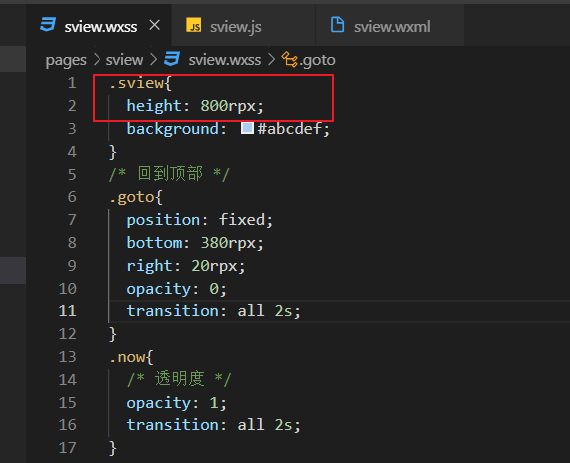 sview.wxss
JS sview.js
sview.wxml
pages > sview > sview.wxss > .goto
1 .sview{
2 height: 800rpx;
3 background: #abcdef;
4 }
5 /* 回到顶部 */
6 .goto{
7 position: fixed;
8 bottom: 380rpx;
9 right: 20rpx;
10 opacity: 0;
11 transition: all 2s;
12 }
13 .now{
14 /* 透明度 */
15 opacity: 1;
16 transition: all 2s;
17 }